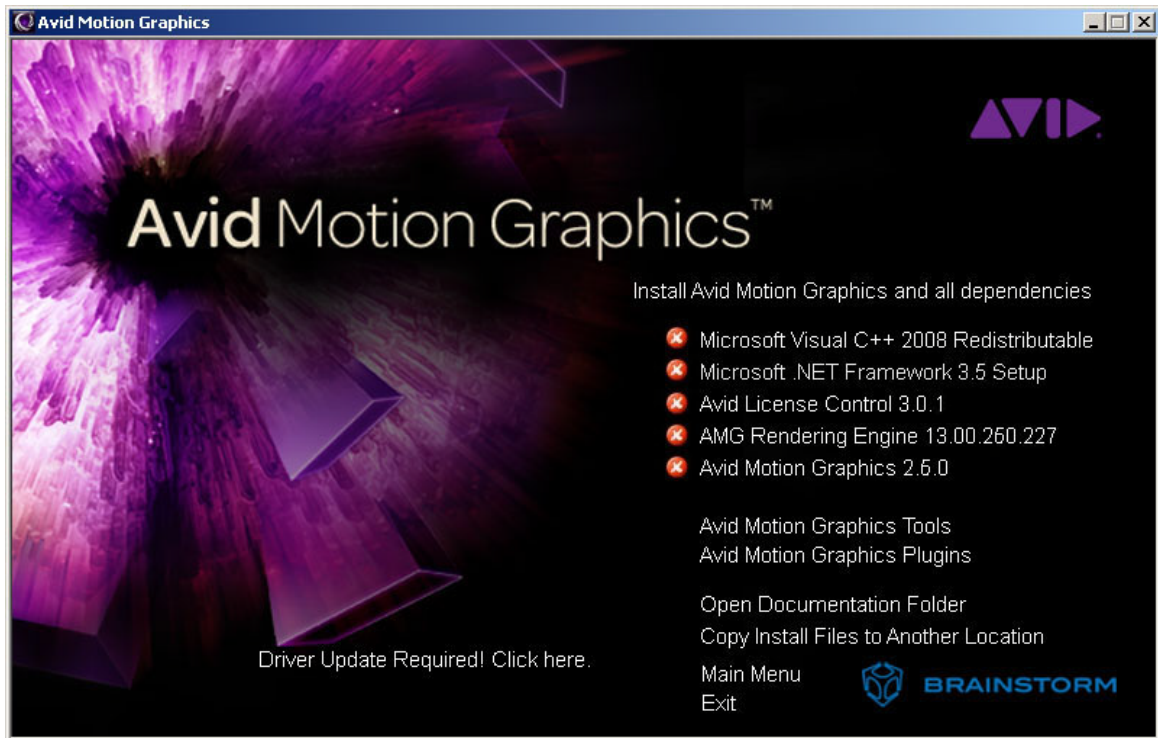 Avid Motion Graphics
AVID
Avid Motion Graphics™
Install Avid Motion Graphics and all dependencies
Microsoft Visual C++ 2008 Redistributable
Microsoft .NET Framework 3.5 Setup
Avid License Control 3.0.1
AMG Rendering Engine 13.00.250.227
Avid Motion Graphics 2.5.0
Avid Motion Graphics Tools
Avid Motion Graphics Plugins
Open Documentation Folder
Copy Install Files to Another Location
Driver Update Required! Click here.
Main Menu
BRAINSTORM
Exit